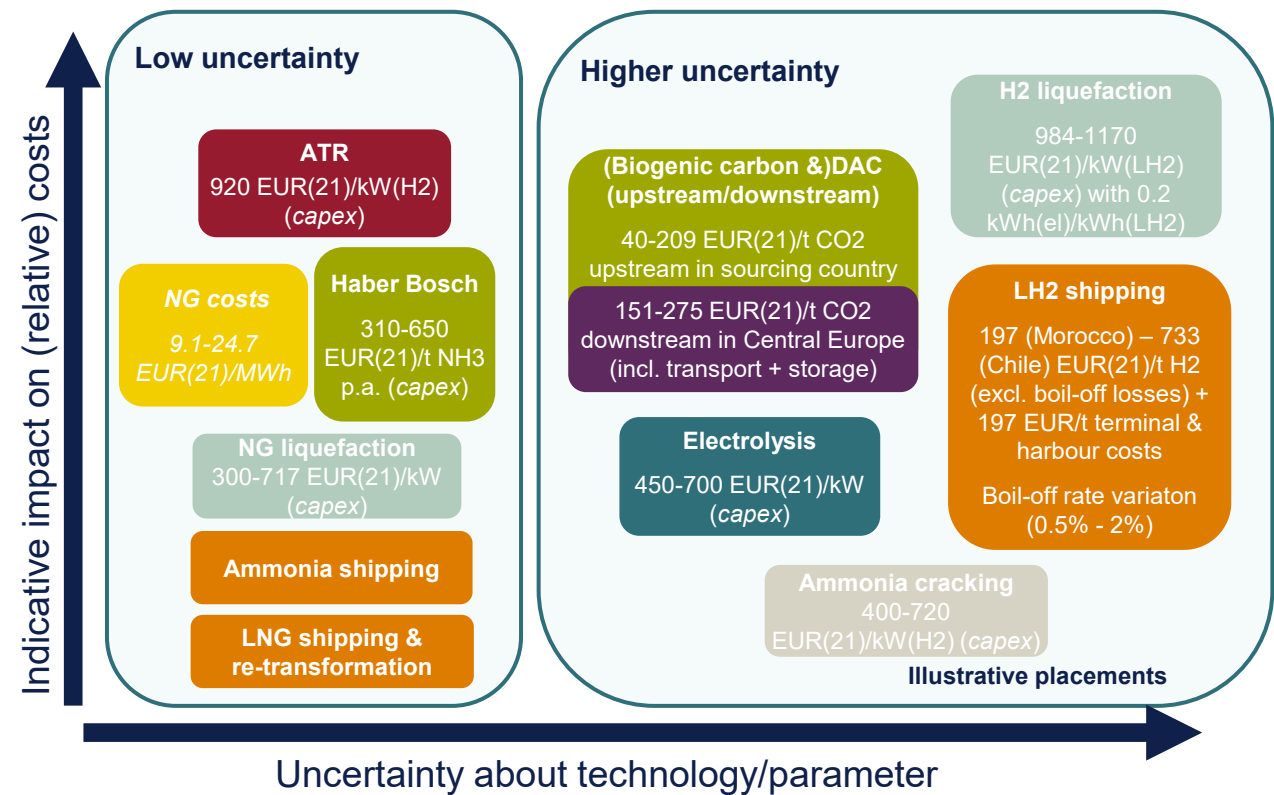 Indicative impact on (relative) costs
Low uncertainty
ATR
920 EUR(21)/kW(H2)
(capex)
NG costs
9.1-24.7
EUR(21)/MWh
Haber Bosch
310-650
EUR(21)/t NH3
p.a. (capex)
NG liquefaction
300-717 EUR(21)/kW
(capex)
Ammonia shipping
LNG shipping &
re-transformation
Higher uncertainty
(Biogenic carbon &)DAC
(upstream/downstream)
40-209 EUR(21)/t CO2
upstream in sourcing country
151-275 EUR(21)/t CO2
downstream in Central Europe
(incl. transport + storage)
Electrolysis
450-700 EUR(21)/kW
(capex)
H2 liquefaction
984-1170
EUR(21)/kW(LH2)
(capex) with 0.2
kWh(el)/kWh(LH2)
LH2 shipping
197 (Morocco) – 733
(Chile) EUR(21)/t H2
(excl. boil-off losses) +
197 EUR/t terminal &
harbour costs
Boil-off rate variaton
(0.5% - 2%)
Ammonia cracking
400-720
EUR(21)/kW(H2) (capex)
Illustrative placements
Uncertainty about technology/parameter